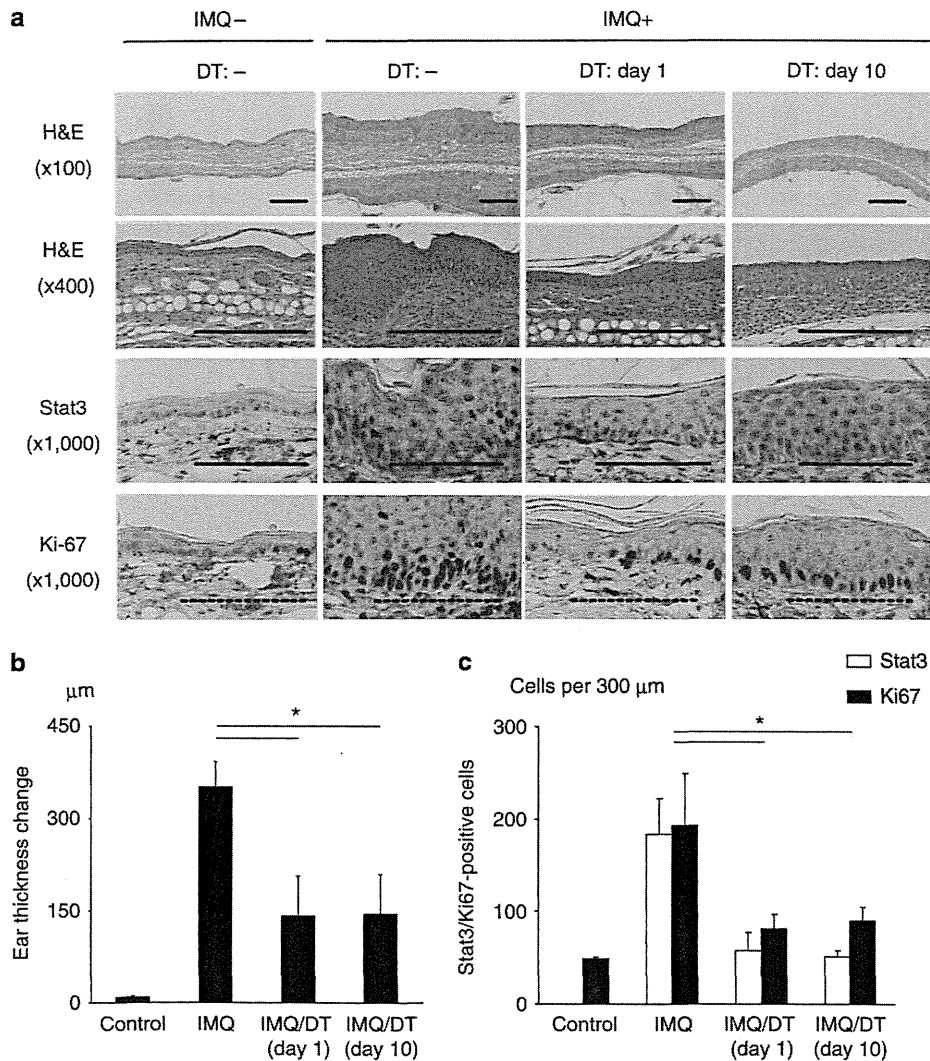 a
IMQ– IMQ+
DT: – DT: – DT: day 1 DT: day 10
H&E
(x100)
H&E
(x400)
Stat3
(x1,000)
Ki-67
(x1,000)
b
μm
450
300
150
0
Ear thickness change
*
Control IMQ IMQ/DT IMQ/DT
(day 1) (day 10)
c
Stat3
Ki67
Cells per 300 μm
300
200
100
0
Stat3/Ki67-positive cells
*
Control IMQ IMQ/DT IMQ/DT
(day 1) (day 10)